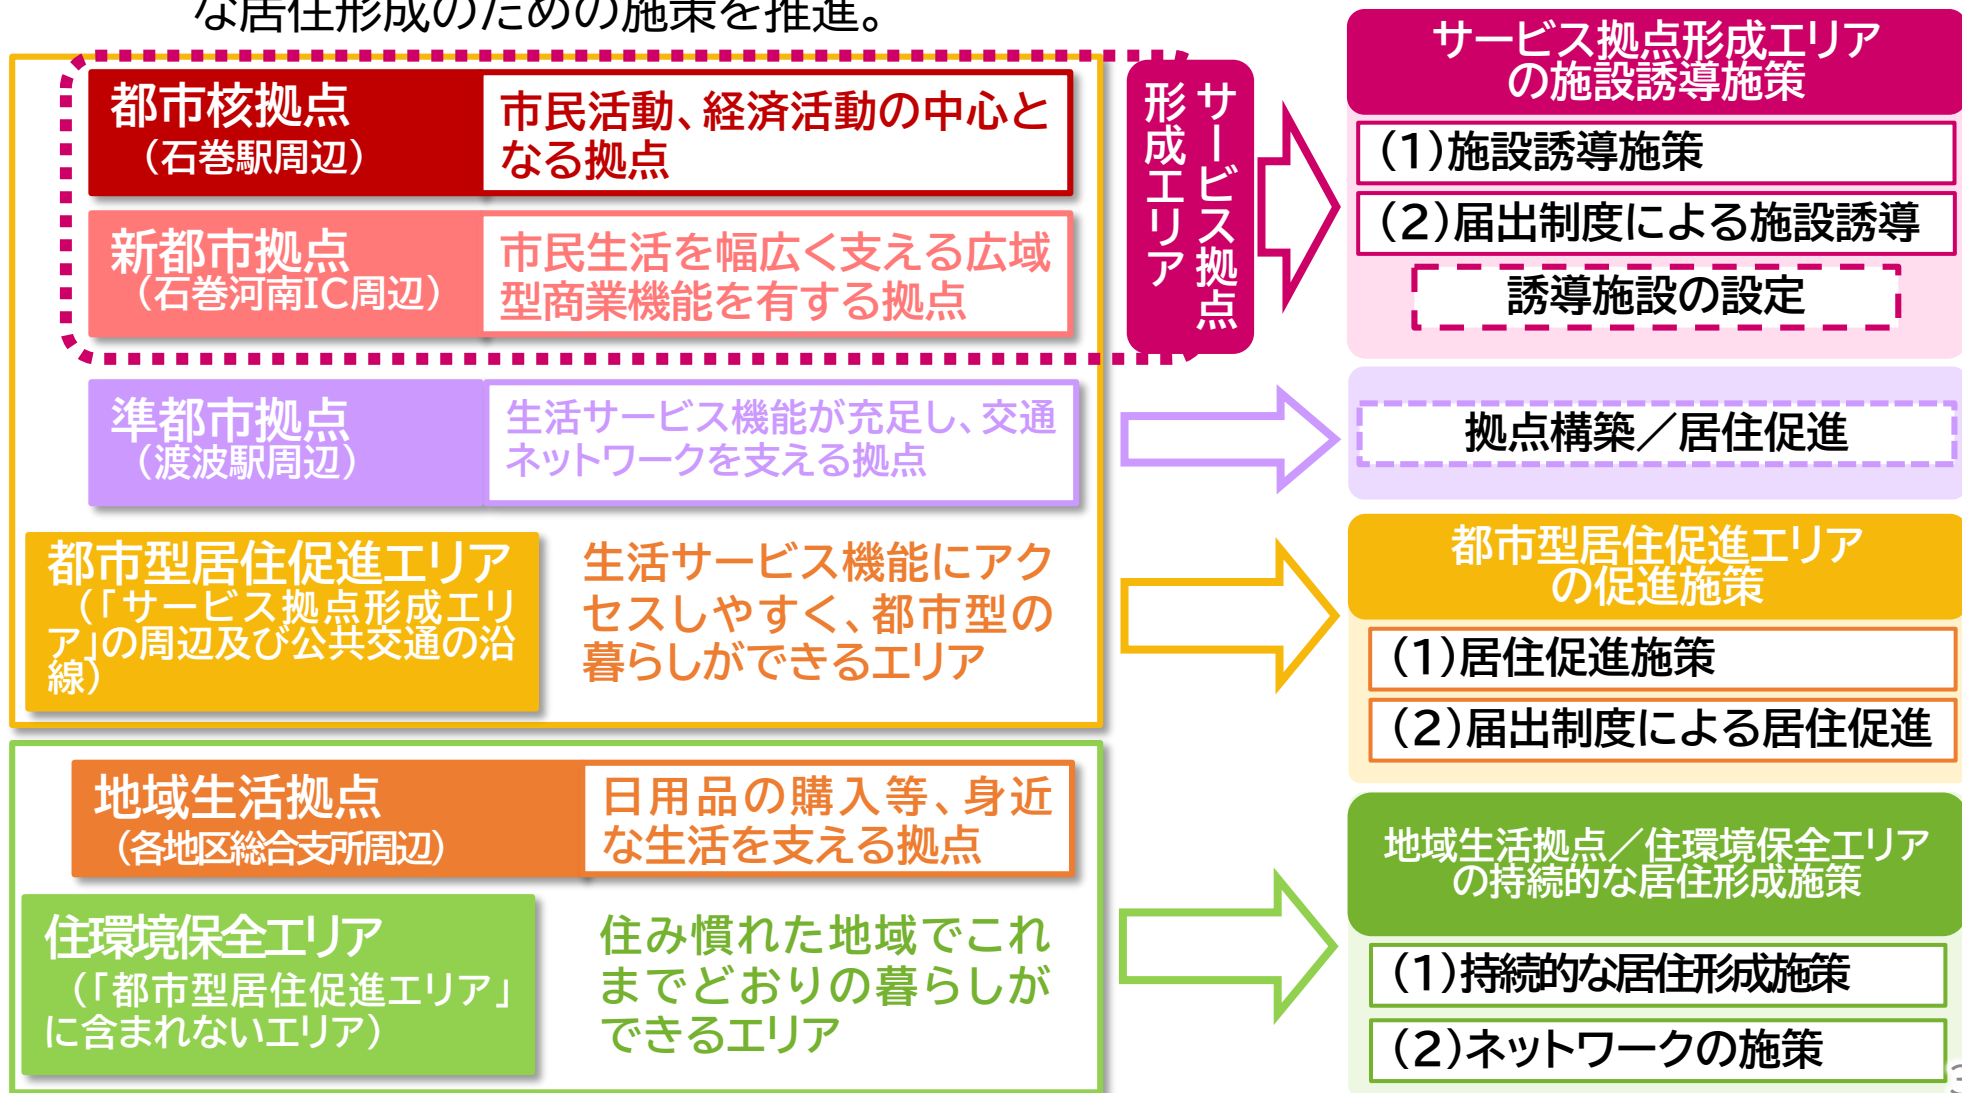 な居住形成のための施策を推進。
都市核拠点
（石巻駅周辺）
市民活動、経済活動の中心と
なる拠点
新都市拠点
（石巻河南IC周辺）
市民生活を幅広く支える広域
型商業機能を有する拠点
サービス拠点
形成エリア
準都市拠点
（渡波駅周辺）
生活サービス機能が充足し、交通
ネットワークを支える拠点
都市型居住促進エリア
（「サービス拠点形成エリ
ア」の周辺及び公共交通の沿
線）
生活サービス機能にアク
セスしやすく、都市型の
暮らしができるエリア
地域生活拠点
（各地区総合支所周辺）
日用品の購入等、身近
な生活を支える拠点
住環境保全エリア
（「都市型居住促進エリア」
に含まれないエリア）
住み慣れた地域でこれ
までどおりの暮らしが
できるエリア
サービス拠点形成エリア
の施設誘導施策
（1）施設誘導施策
（2）届出制度による施設誘導
誘導施設の設定
拠点構築／居住促進
都市型居住促進エリア
の促進施策
（1）居住促進施策
（2）届出制度による居住促進
地域生活拠点／住環境保全エリア
の持続的な居住形成施策
（1）持続的な居住形成施策
（2）ネットワークの施策